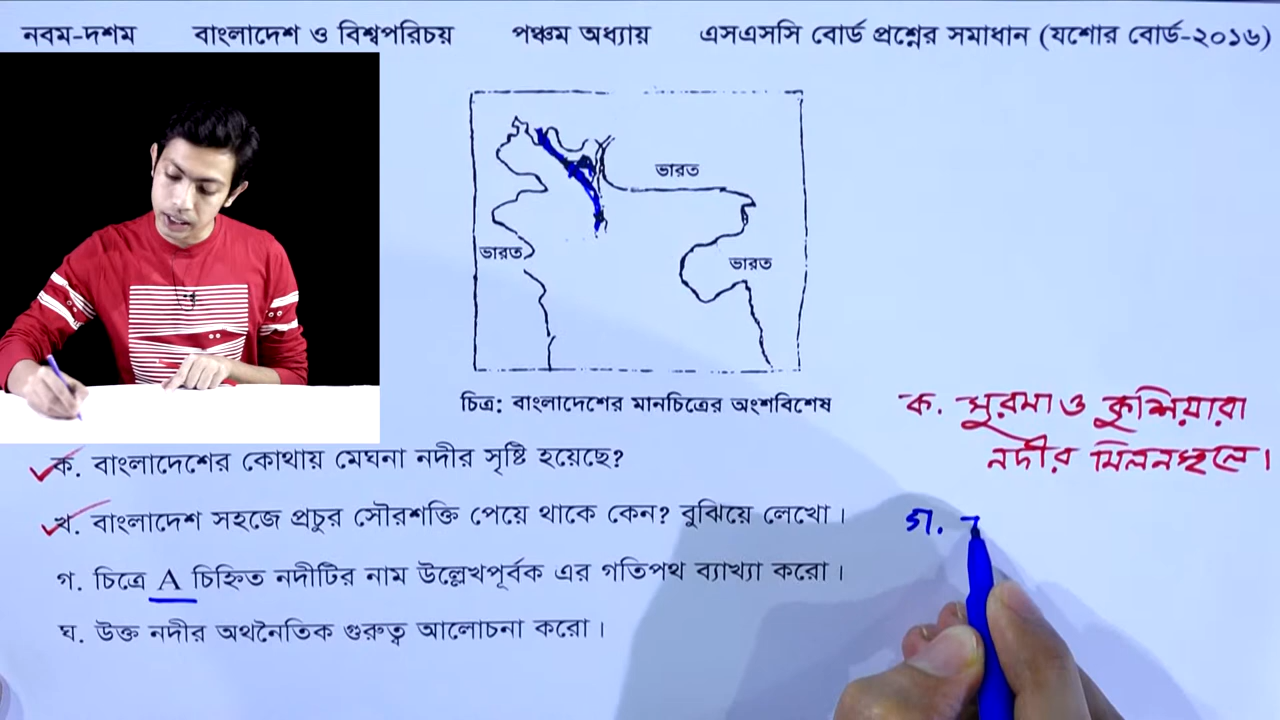 নবম-দশম বাংলাদেশ ও বিশ্বপরিচয় পঞ্চম অধ্যায় এসএসসি বোর্ড প্রশ্নের সমাধান (যশোর বোর্ড-২০১৬)
ভারত
ভারত
ভারত
চিত্র: বাংলাদেশের মানচিত্রের অংশবিশেষ
ক. সুরমা ও কুশিয়ারা
নদীর মিলনস্থলে।
ক. বাংলাদেশের কোথায় মেঘনা নদীর সৃষ্টি হয়েছে?
খ. বাংলাদেশ সহজে প্রচুর সৌরশক্তি পেয়ে থাকে কেন? বুঝিয়ে লেখো।
গ.
গ. চিত্রে A চিহ্নিত নদীটির নাম উল্লেখপূর্বক এর গতিপথ ব্যাখ্যা করো।
ঘ. উক্ত নদীর অথনৈতিক গুরুত্ব আলোচনা করো।